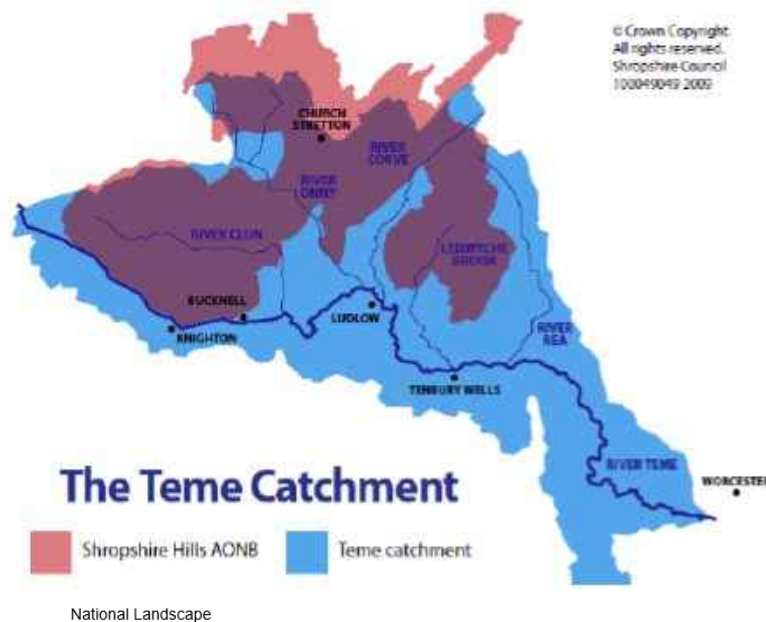 © Crown Copyright.
All rights reserved.
Shropshire Council
100049049 2009
CHURCH
STRETTON
RIVER
CORVE
RIVER
ONNY
RIVER CLUN
LEDWYCHE
BROOK
BUCKNELL
LUDLOW
KNIGHTON
RIVER
REA
TENBURY WELLS
RIVER TEME
WORCESTER
The Teme Catchment
Shropshire Hills AONB
Teme catchment
National Landscape